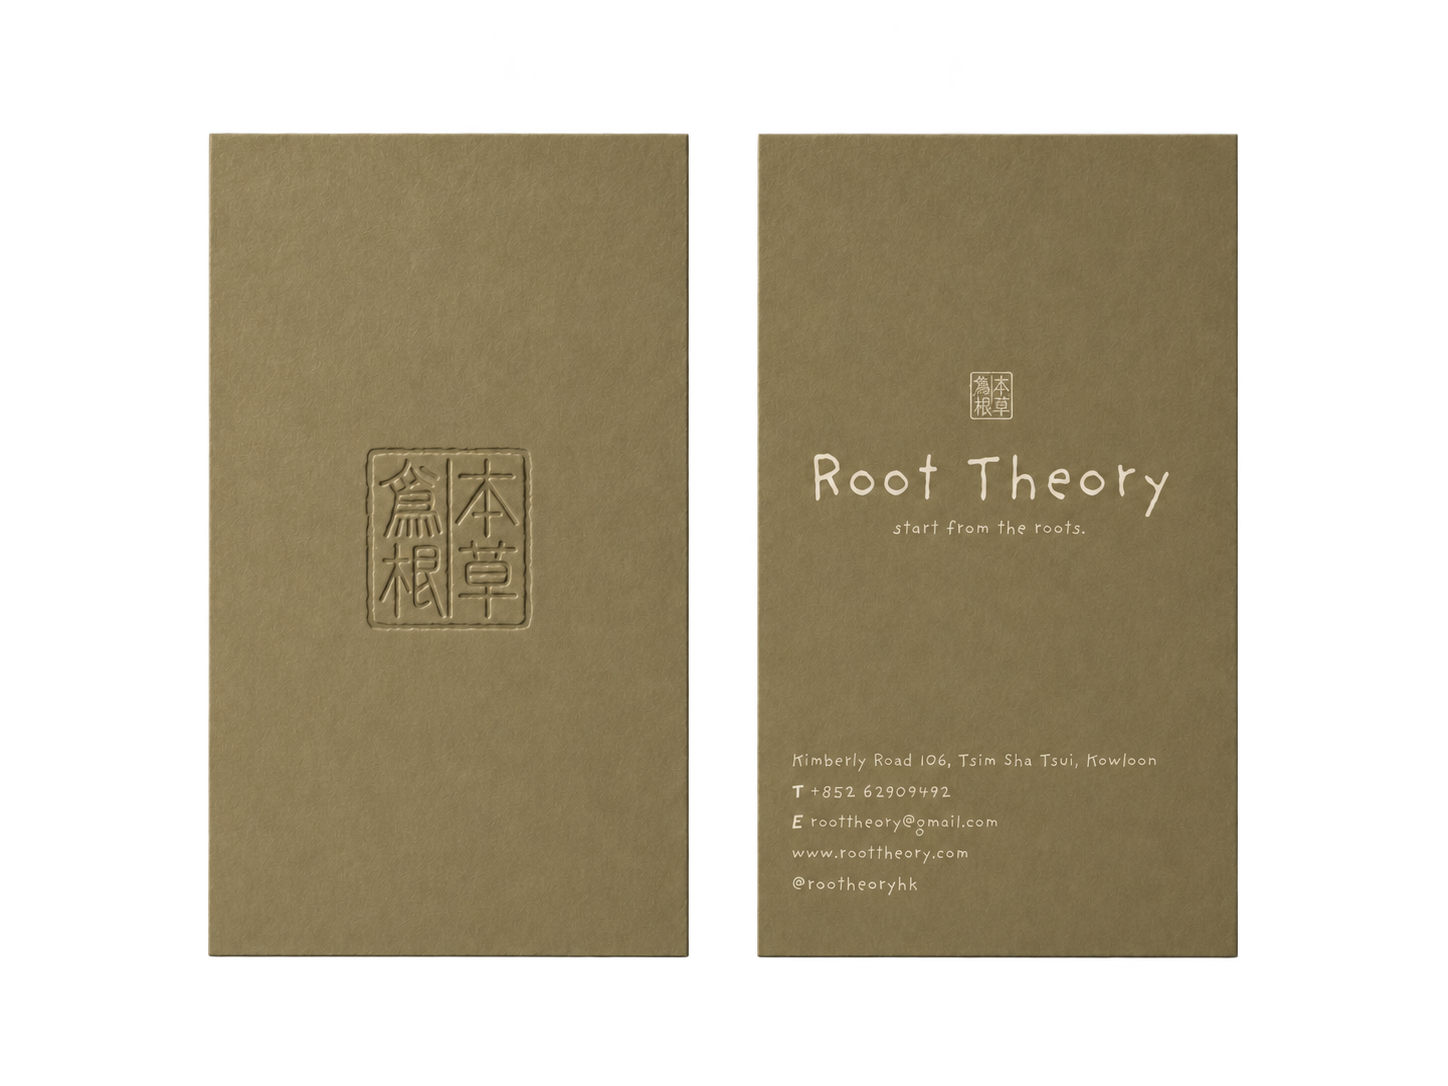 本草
爲根
本草
爲根
Root Theory
start from the roots.
Kimberly Road 106, Tsim Sha Tsui, Kowloon
T +852 62909492
E roottheory@gmail.com
www.roottheory.com
@rootheoryhk